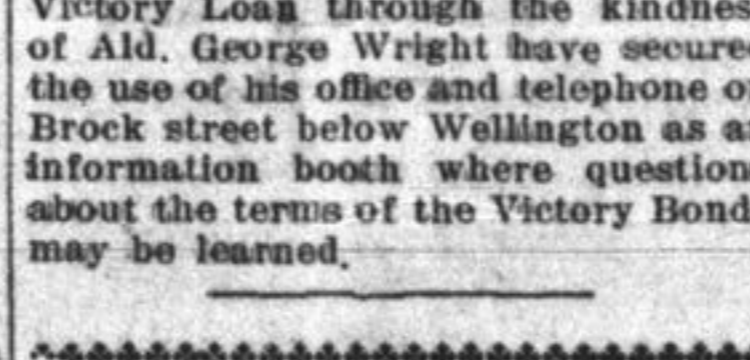 Victory Loan through the kindnes
of Ald. George Wright have secure
the use of his office and telephone o
Brock street below Wellington as a
information booth where question
about the terms of the Victory Bond
may be learned.